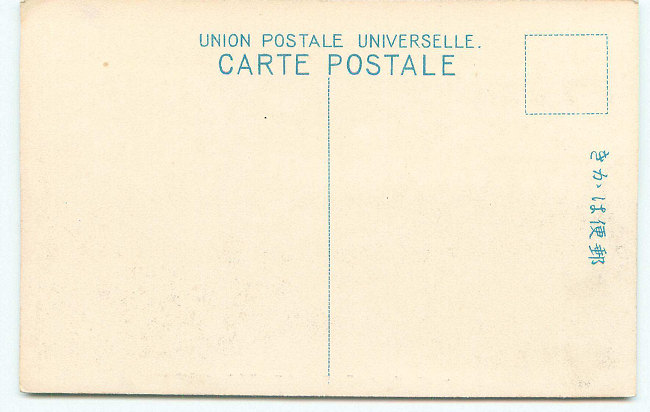 UNION POSTALE UNIVERSELLE.
CARTE POSTALE
郵便はかき